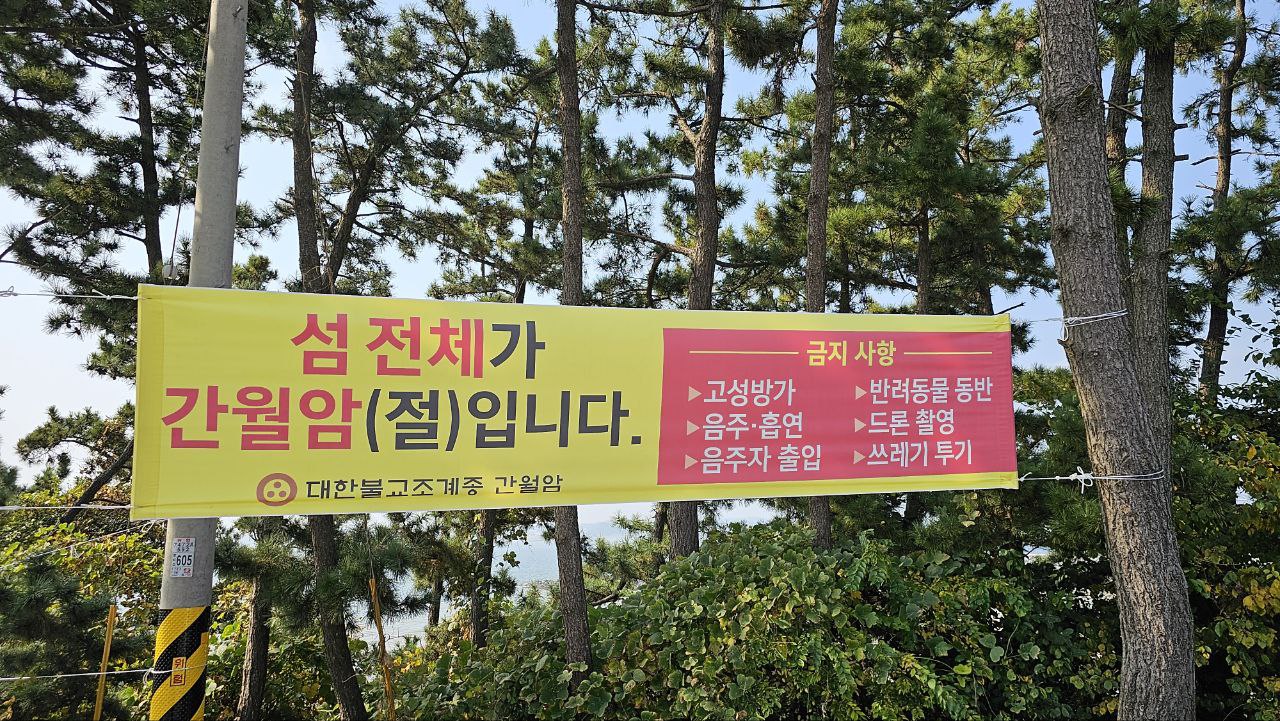 섬 전체가
간월암(절)입니다.
대한불교조계종 간월암
금지 사항
▶고성방가
▶음주·흡연
▶음주자 출입
▶반려동물 동반
▶드론 촬영
▶쓰레기 투기
605
위험